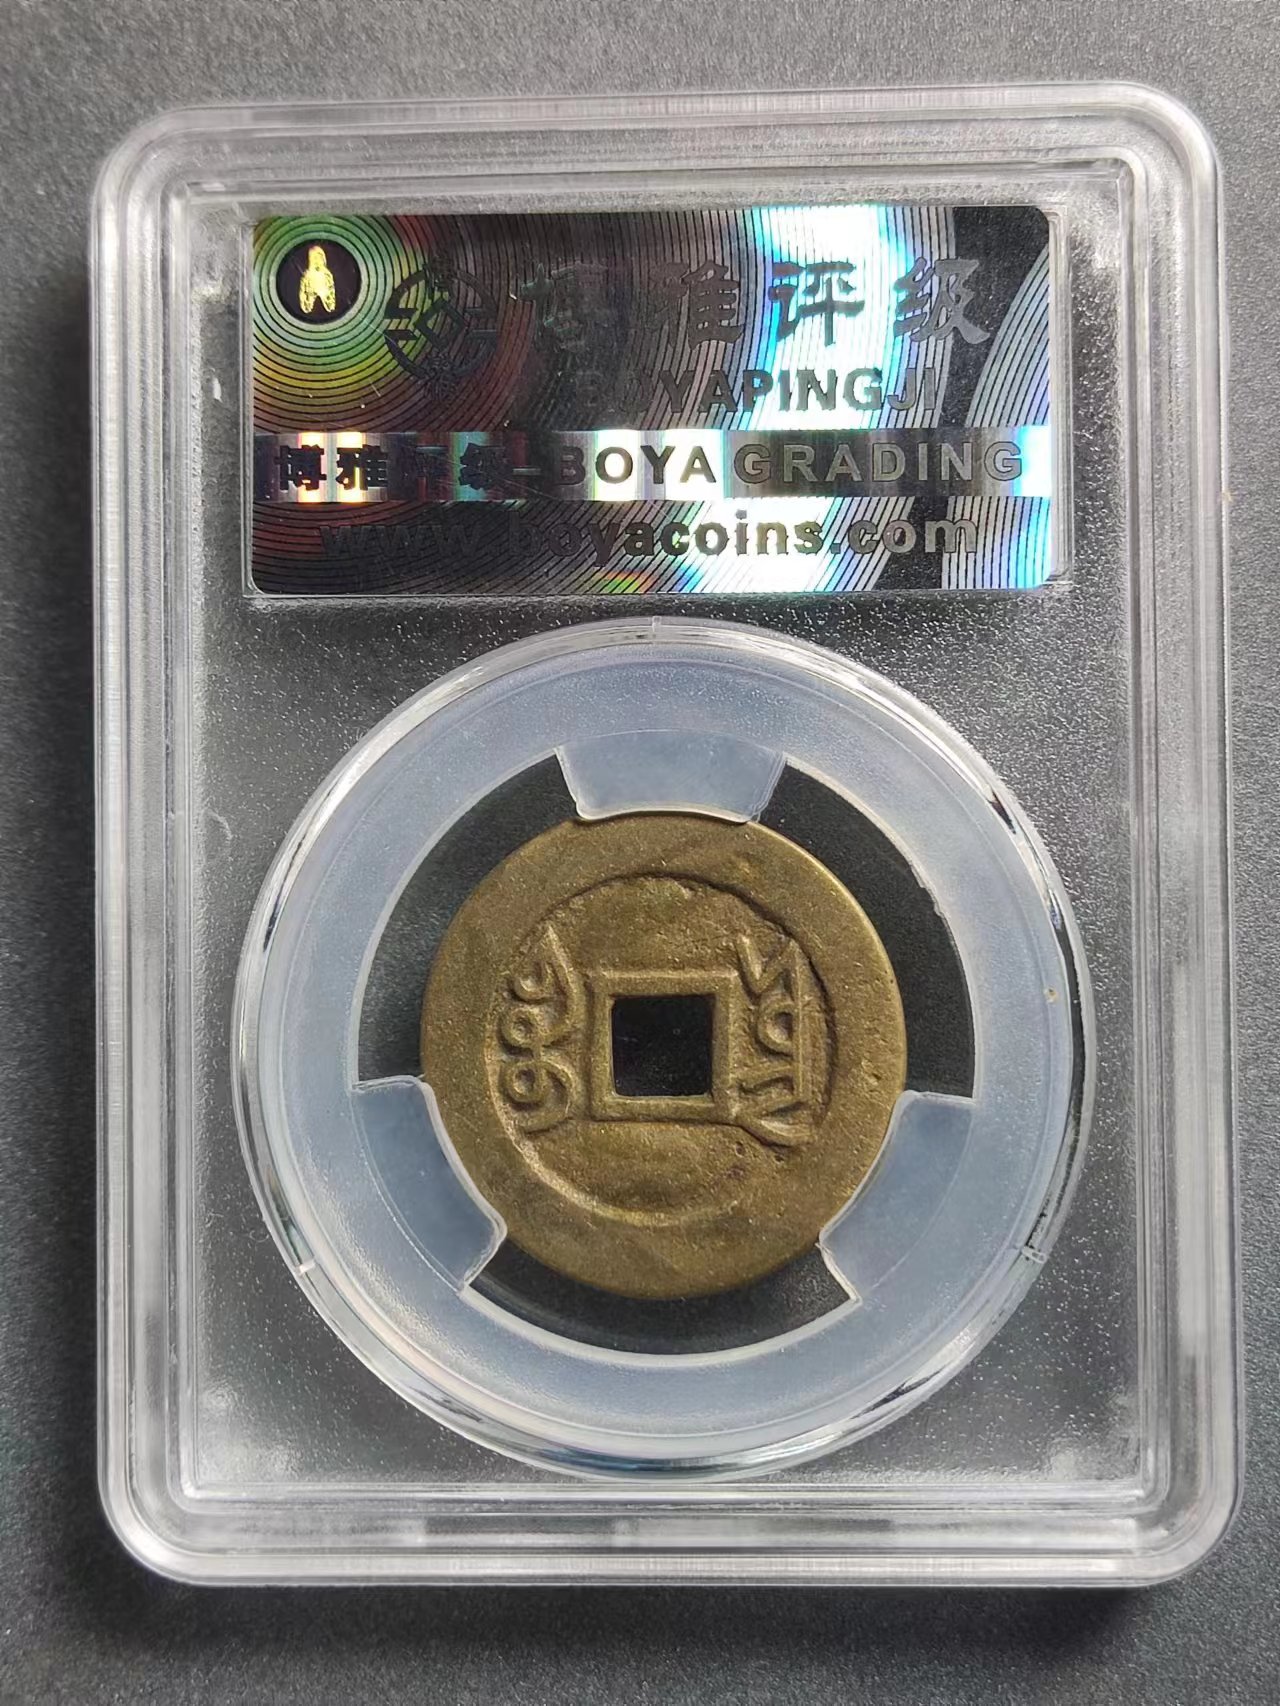 博雅评级
BOYAPINGJI
博雅评级-BOYA GRADING
www.boyacoins.com